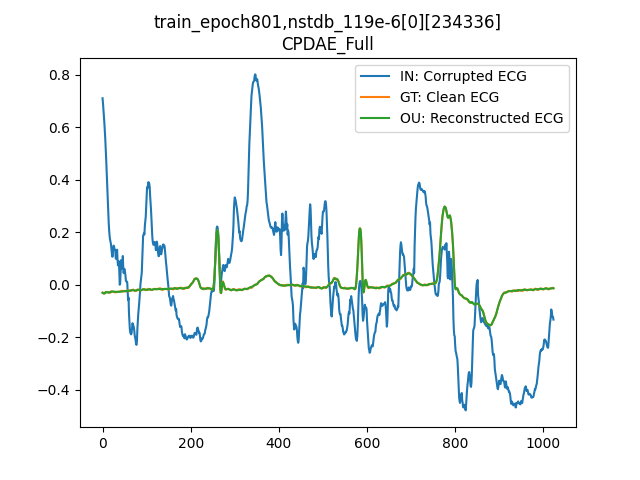 train_epoch801,nstdb_119e-6[0][234336]
CPDAE_Full
IN: Corrupted ECG
GT: Clean ECG
OU: Reconstructed ECG
0.8
0.6
0.4
0.2
0.0
−0.2
−0.4
0 200 400 600 800 1000